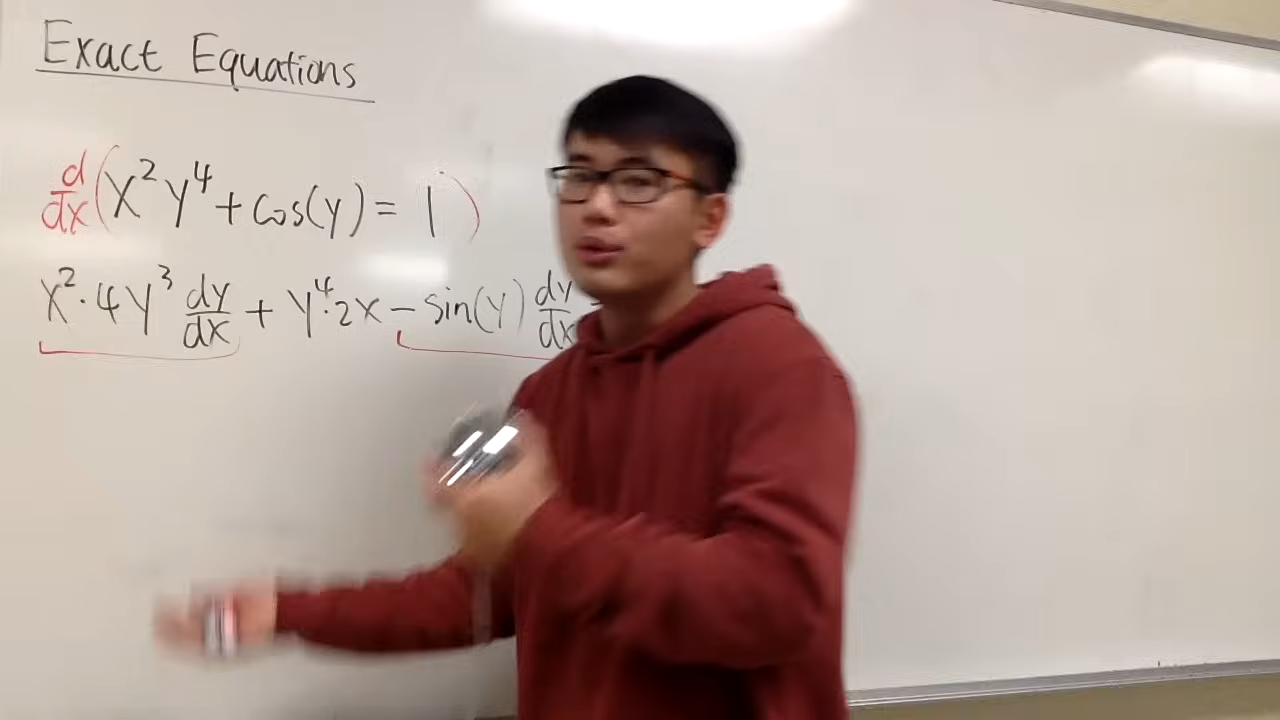 Exact Equations
d/dx (x²y⁴ + cos(y) = 1)
x²·4y³ dy/dx + y⁴·2x - sin(y) dy/dx